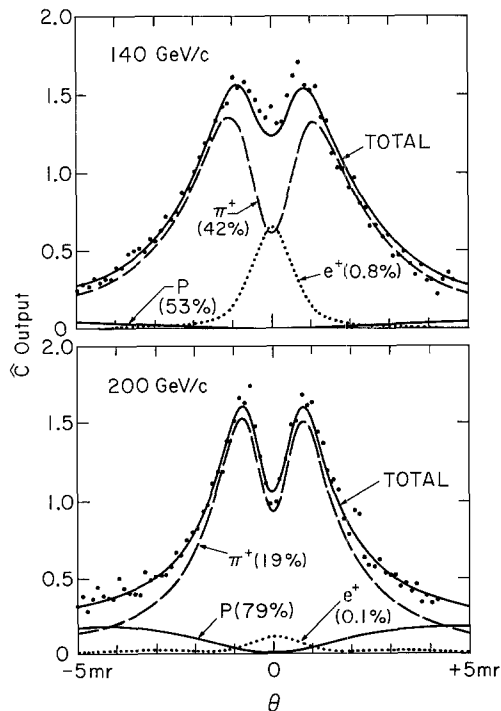 2.0
140 GeV/c
1.5
TOTAL
1.0
π+
(42%)
0.5
e+(0.8%)
P
(53%)
0
Ĉ Output
2.0
200 GeV/c
1.5
TOTAL
1.0
π+(19%)
0.5
P(79%)
e+
(0.1%)
0
-5mr
0
+5mr
θ